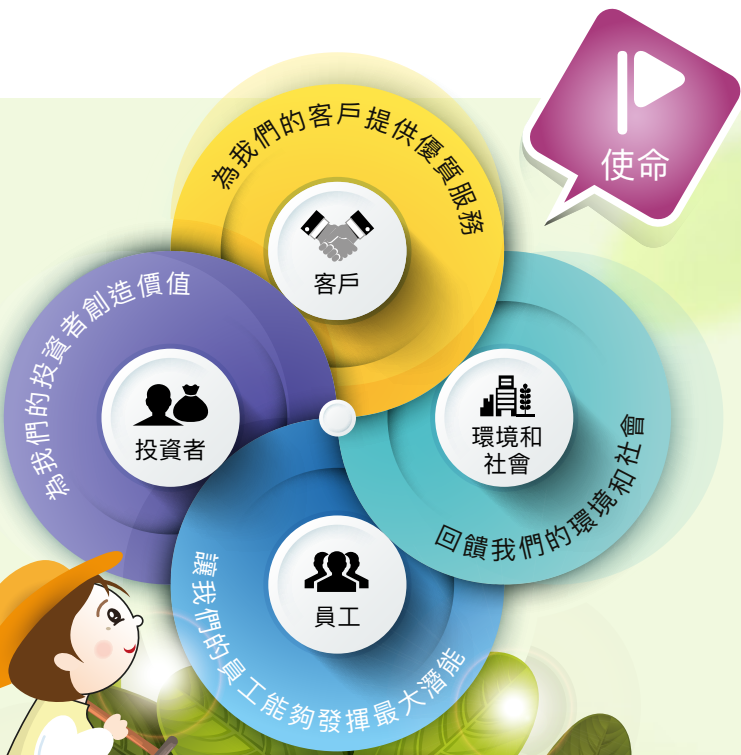 使命
為我們的客戶提供優質服務
客戶
為我們的投資者創造價值
投資者
環境和
社會
回饋我們的環境和社會
員工
讓我們的員工能夠發揮最大潛能